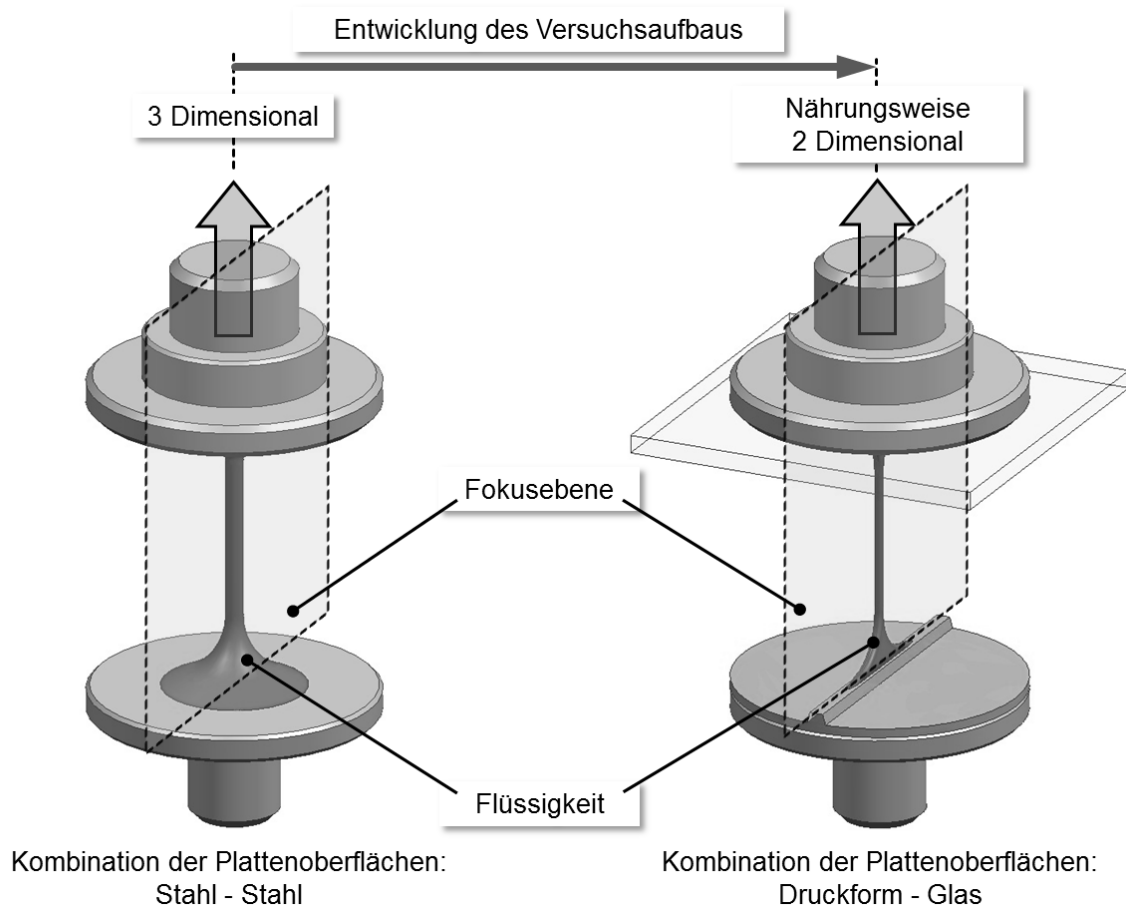 Entwicklung des Versuchsaufbaus
3 Dimensional
Nährungsweise
2 Dimensional
Fokusebene
Flüssigkeit
Kombination der Plattenoberflächen:
Stahl - Stahl
Kombination der Plattenoberflächen:
Druckform - Glas